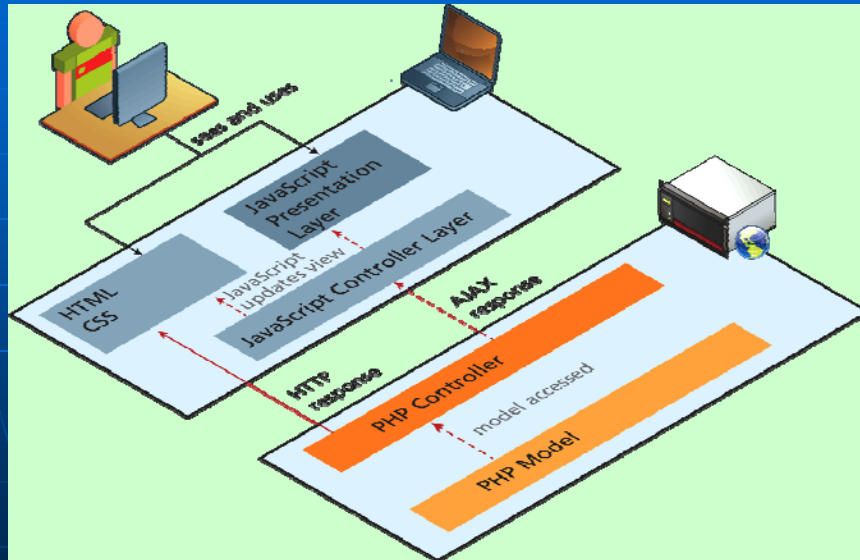 sees and uses
JavaScript
Presentation
Layer
HTML
CSS
JavaScript
updates view
JavaScript Controller Layer
AJAX
response
HTTP
response
PHP Controller
model accessed
PHP Model